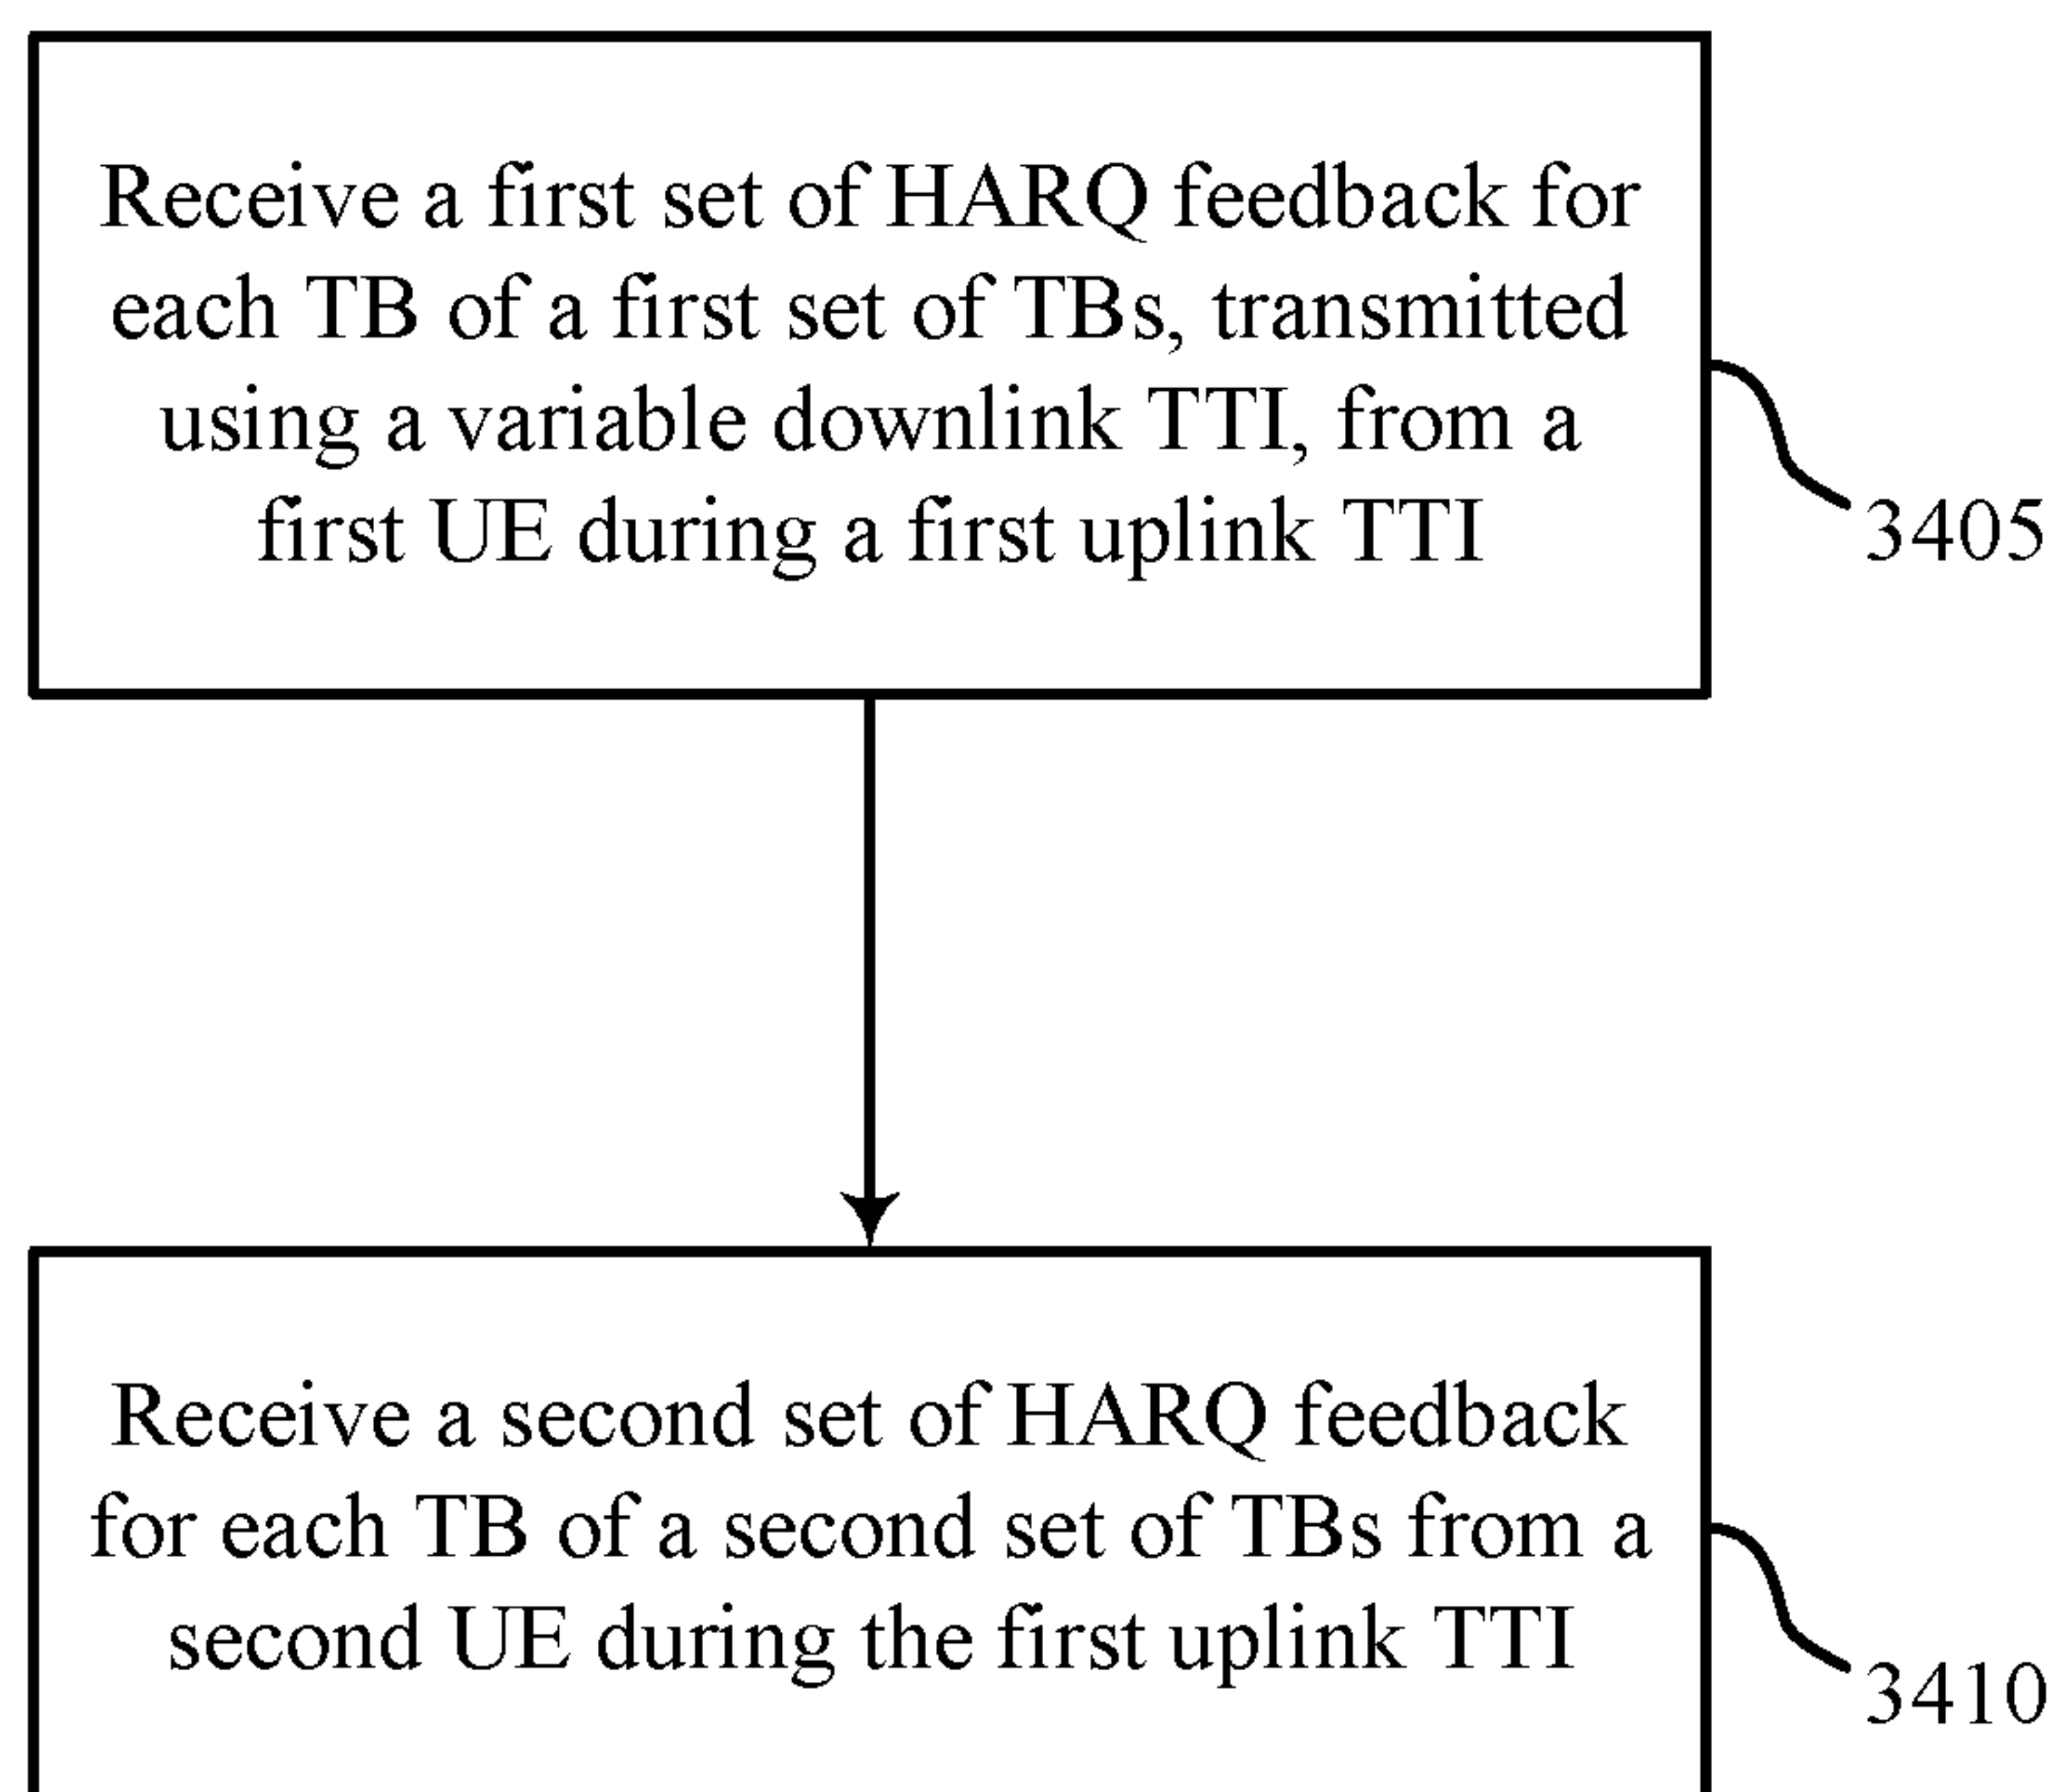 Receive a first set of HARQ feedback for
each TB of a first set of TBs, transmitted
using a variable downlink TTI, from a
first UE during a first uplink TTI
3405
Receive a second set of HARQ feedback
for each TB of a second set of TBs from a
second UE during the first uplink TTI
3410